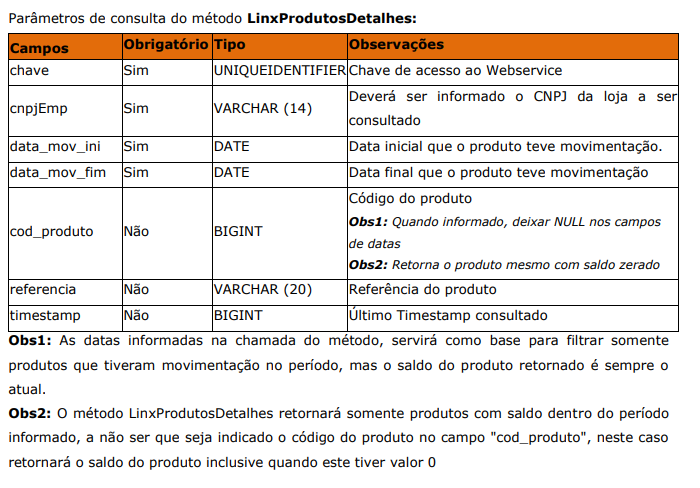 Parâmetros de consulta do método LinxProdutosDetalhes:
Campos Obrigatório Tipo Observações
chave Sim UNIQUEIDENTIFIER Chave de acesso ao Webservice
cnpjEmp Sim VARCHAR (14) Deverá ser informado o CNPJ da loja a ser
consultado
data_mov_ini Sim DATE Data inicial que o produto teve movimentação.
data_mov_fim Sim DATE Data final que o produto teve movimentação
cod_produto Não BIGINT Código do produto
Obs1: Quando informado, deixar NULL nos campos
de datas
Obs2: Retorna o produto mesmo com saldo zerado
referencia Não VARCHAR (20) Referência do produto
timestamp Não BIGINT Último Timestamp consultado
Obs1: As datas informadas na chamada do método, servirá como base para filtrar somente
produtos que tiveram movimentação no período, mas o saldo do produto retornado é sempre o
atual.
Obs2: O método LinxProdutosDetalhes retornará somente produtos com saldo dentro do período
informado, a não ser que seja indicado o código do produto no campo "cod_produto", neste caso
retornará o saldo do produto inclusive quando este tiver valor 0